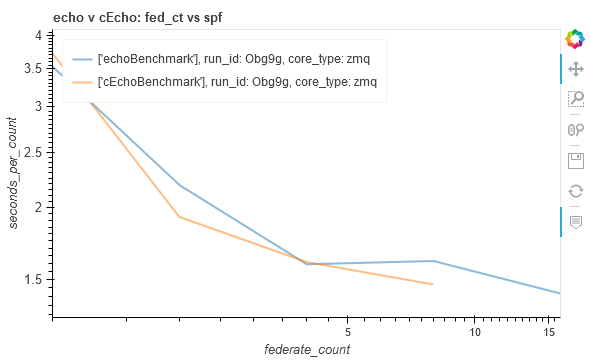 echo v cEcho: fed_ct vs spf
['echoBenchmark'], run_id: Obg9g, core_type: zmq
['cEchoBenchmark'], run_id: Obg9g, core_type: zmq
seconds_per_count
4
3.5
3
2.5
2
1.5
5
10
15
federate_count